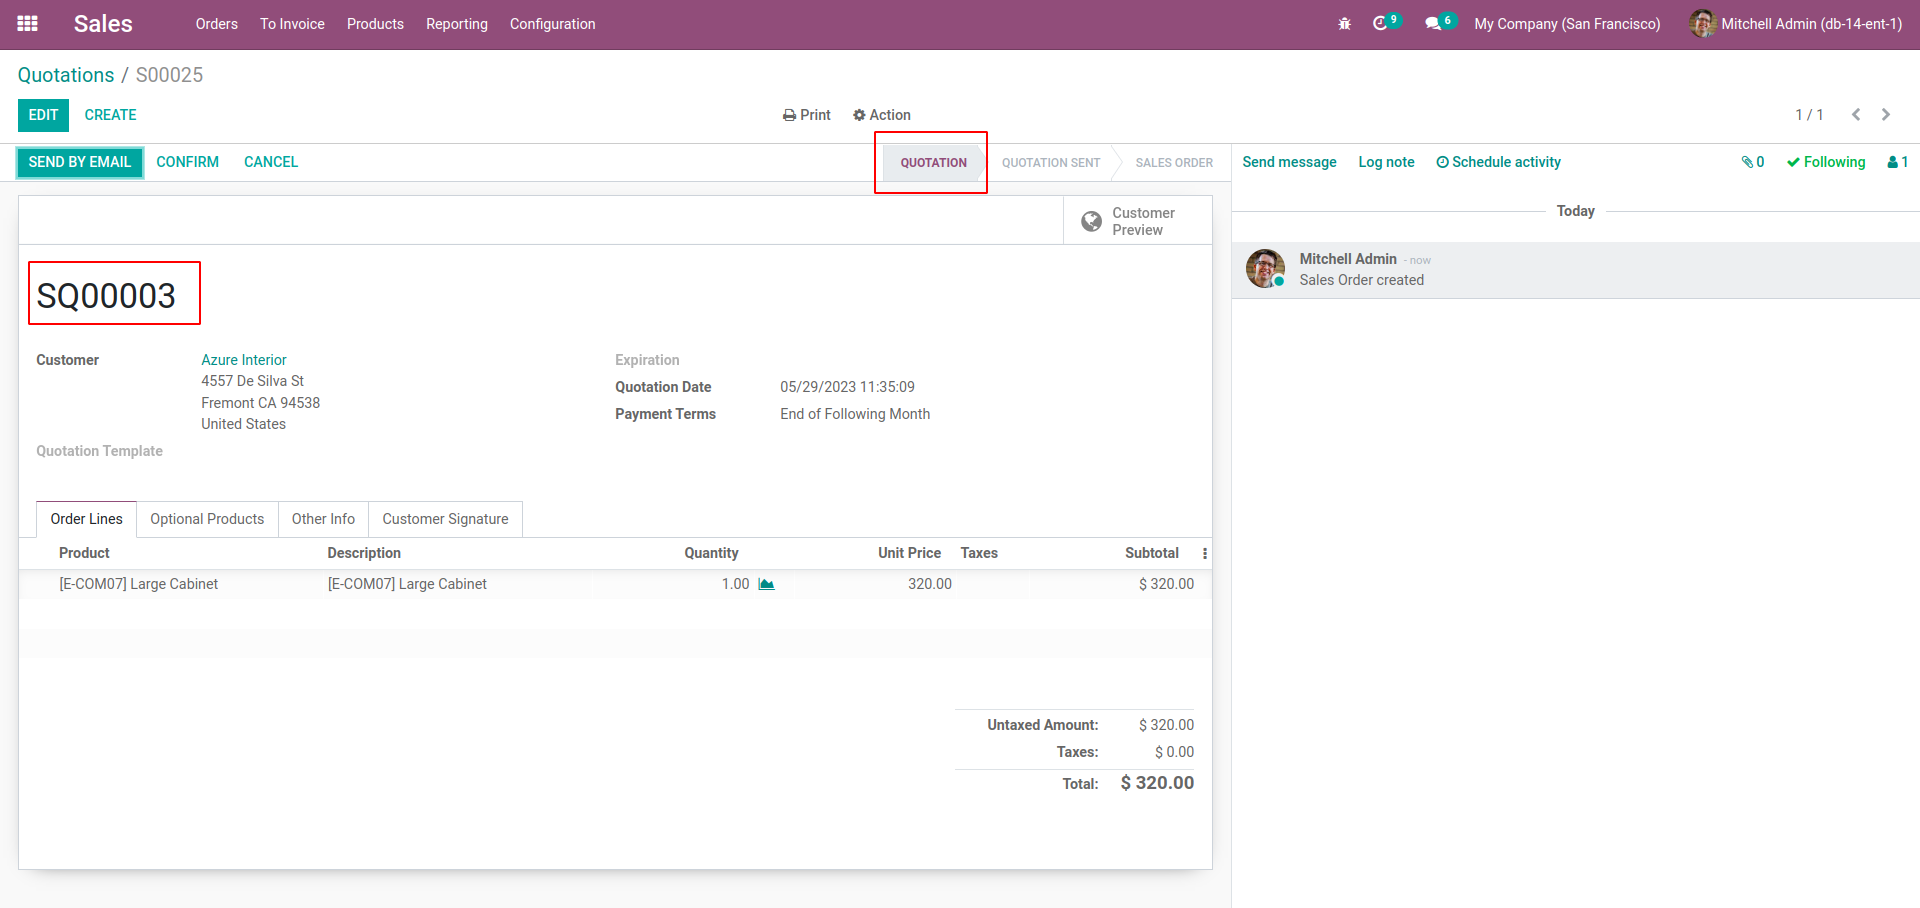 Sales Orders To Invoice Products Reporting Configuration 9 6 My Company (San Francisco) Mitchell Admin (db-14-ent-1)
Quotations / S00025
EDIT CREATE Print Action 1 / 1
SEND BY EMAIL CONFIRM CANCEL QUOTATION QUOTATION SENT SALES ORDER Send message Log note Schedule activity 0 Following 1
Today
Customer
Preview
Mitchell Admin - now
Sales Order created
SQ00003
Customer Azure Interior
4557 De Silva St
Fremont CA 94538
United States
Expiration
Quotation Date 05/29/2023 11:35:09
Payment Terms End of Following Month
Quotation Template
Order Lines Optional Products Other Info Customer Signature
Product Description Quantity Unit Price Taxes Subtotal
[E-COM07] Large Cabinet [E-COM07] Large Cabinet 1.00 320.00 $ 320.00
Untaxed Amount: $ 320.00
Taxes: $ 0.00
Total: $ 320.00